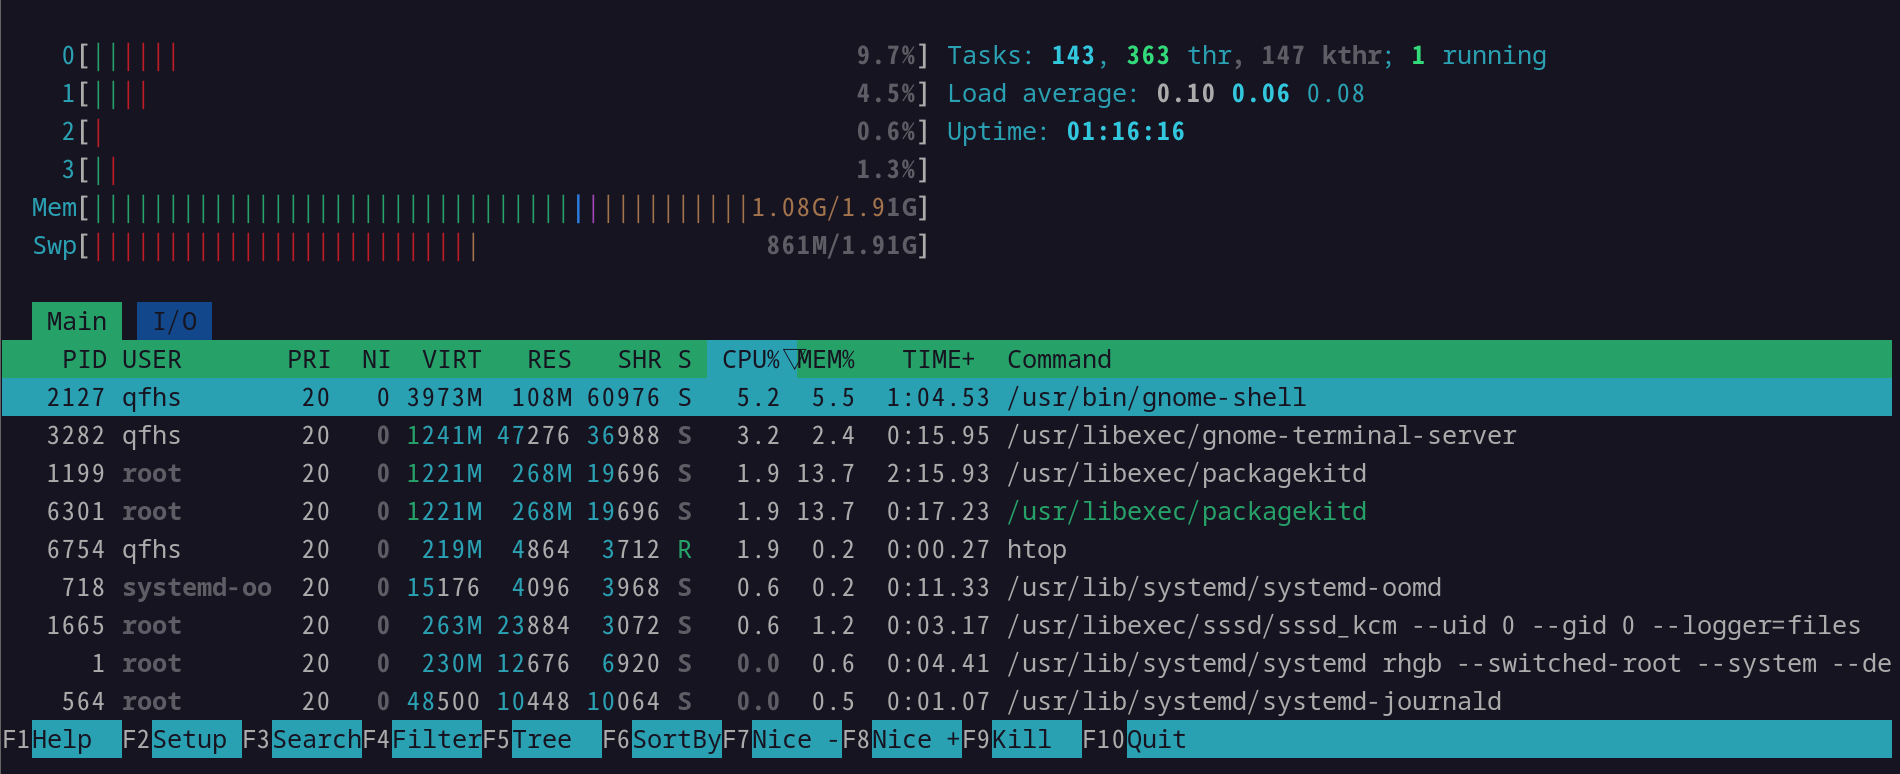 0[|||||| 9.7%] Tasks: 143, 363 thr, 147 kthr; 1 running
1[|||| 4.5%] Load average: 0.10 0.06 0.08
2[| 0.6%] Uptime: 01:16:16
3[|| 1.3%]
Mem[||||||||||||||||||||||||||||||||||||||||||||1.08G/1.91G]
Swp[|||||||||||||||||||||||||| 861M/1.91G]
Main I/O
PID USER PRI NI VIRT RES SHR S CPU%▽MEM% TIME+ Command
2127 qfhs 20 0 3973M 108M 60976 S 5.2 5.5 1:04.53 /usr/bin/gnome-shell
3282 qfhs 20 0 1241M 47276 36988 S 3.2 2.4 0:15.95 /usr/libexec/gnome-terminal-server
1199 root 20 0 1221M 268M 19696 S 1.9 13.7 2:15.93 /usr/libexec/packagekitd
6301 root 20 0 1221M 268M 19696 S 1.9 13.7 0:17.23 /usr/libexec/packagekitd
6754 qfhs 20 0 219M 4864 3712 R 1.9 0.2 0:00.27 htop
718 systemd-oo 20 0 15176 4096 3968 S 0.6 0.2 0:11.33 /usr/lib/systemd/systemd-oomd
1665 root 20 0 263M 23884 3072 S 0.6 1.2 0:03.17 /usr/libexec/sssd/sssd_kcm --uid 0 --gid 0 --logger=files
1 root 20 0 230M 12676 6920 S 0.0 0.6 0:04.41 /usr/lib/systemd/systemd rhgb --switched-root --system --de
564 root 20 0 48500 10448 10064 S 0.0 0.5 0:01.07 /usr/lib/systemd/systemd-journald
F1Help F2Setup F3SearchF4FilterF5Tree F6SortByF7Nice -F8Nice +F9Kill F10Quit